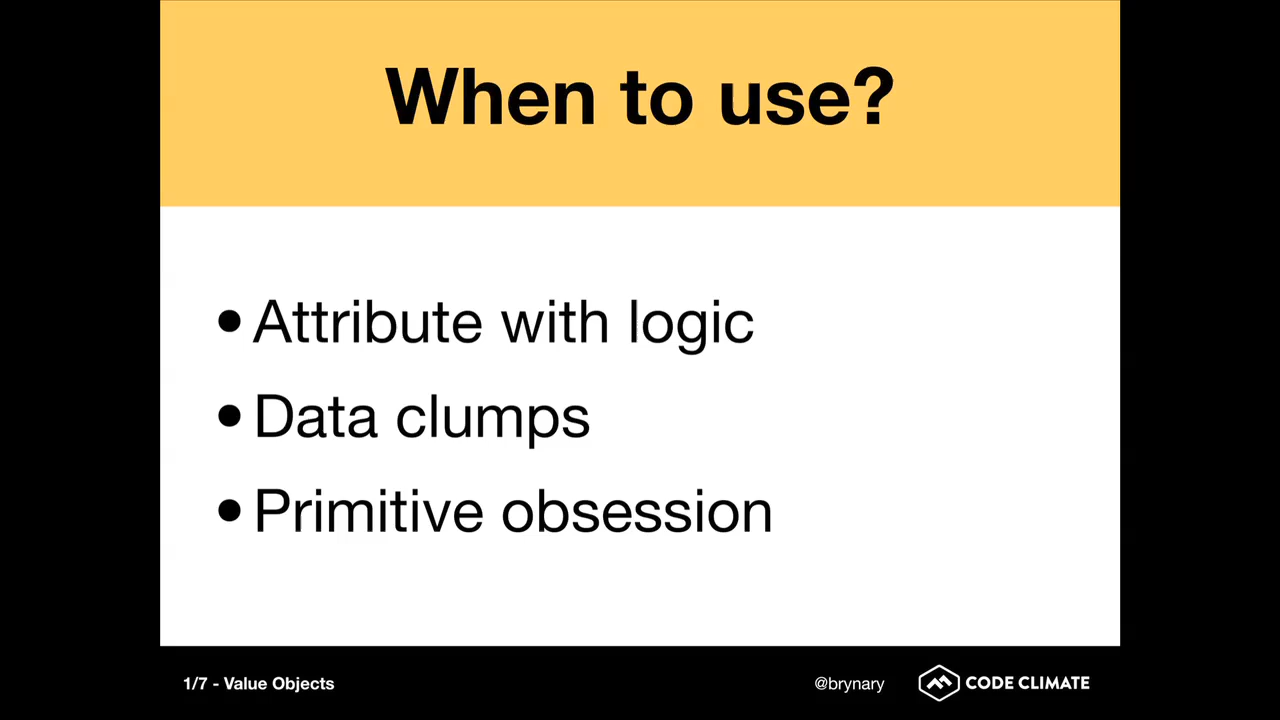 When to use?
•Attribute with logic
•Data clumps
•Primitive obsession
1/7 - Value Objects
@brynary
CODE CLIMATE